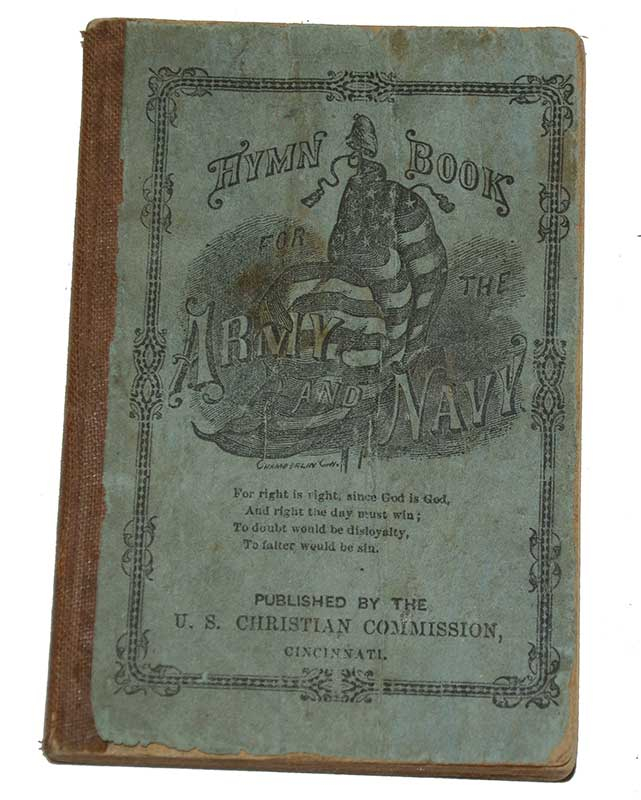 HYMN BOOK
FOR THE
ARMY
AND NAVY
CHAMBERLIN
For right is right, since God is God,
And right the day must win;
To doubt would be disloyalty,
To falter would be sin.
PUBLISHED BY THE
U. S. CHRISTIAN COMMISSION,
CINCINNATI.